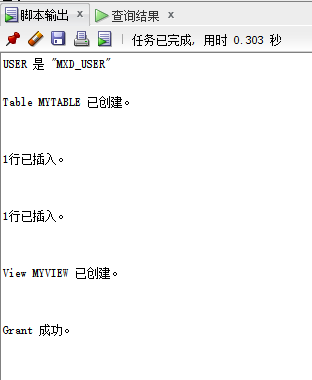 脚本输出 x 查询结果 x
任务已完成, 用时 0.303 秒
USER 是 "MXD_USER"
Table MYTABLE 已创建。
1行已插入。
1行已插入。
View MYVIEW 已创建。
Grant 成功。